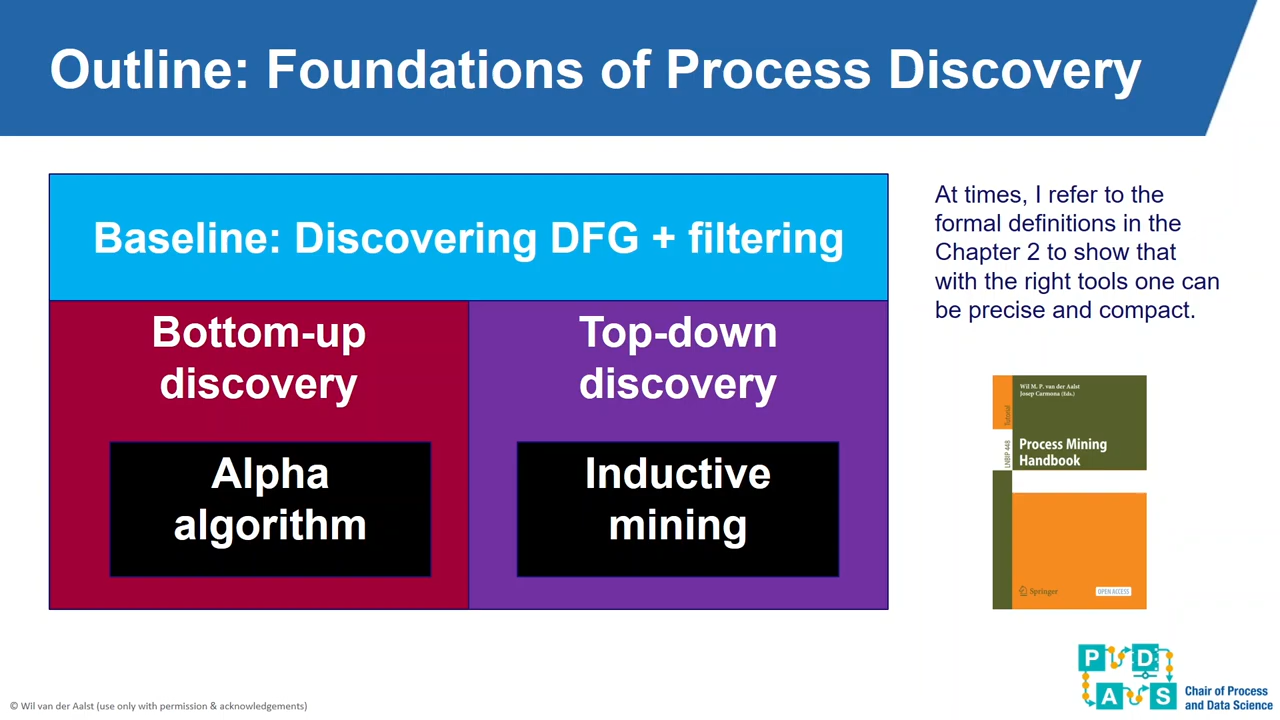 Outline: Foundations of Process Discovery
Baseline: Discovering DFG + filtering
Bottom-up
discovery
Alpha
algorithm
Top-down
discovery
Inductive
mining
At times, I refer to the
formal definitions in the
Chapter 2 to show that
with the right tools one can
be precise and compact.
Wil M. P. van der Aalst
Josep Carmona (Eds.)
Tutorial
LNBIP 448
Process Mining
Handbook
Springer
OPEN ACCESS
P D
A S
Chair of Process
and Data Science
© Wil van der Aalst (use only with permission & acknowledgements)